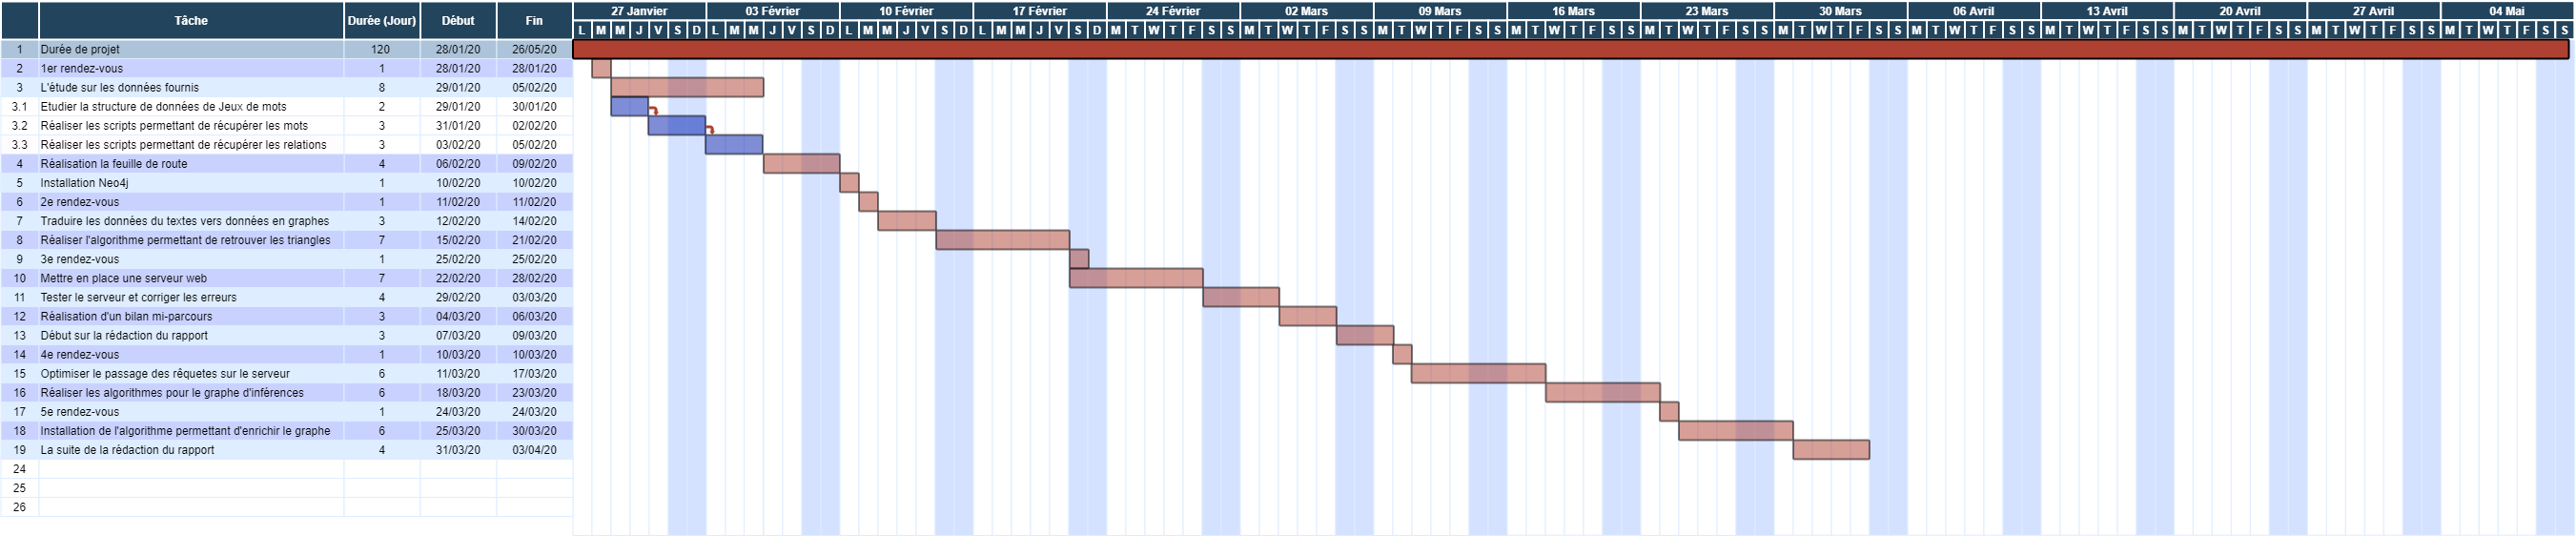 Tâche Durée (Jour) Début Fin 27 Janvier 03 Février 10 Février 17 Février 24 Février 02 Mars 09 Mars 16 Mars 23 Mars 30 Mars 06 Avril 13 Avril 20 Avril 27 Avril 04 Mai
L M M J V S D L M M J V S D L M M J V S D L M M J V S D M T W T F S S M T W T F S S M T W T F S S M T W T F S S M T W T F S S M T W T F S S M T W T F S S M T W T F S S M T W T F S S M T W T F S S M T W T F S S
1 Durée de projet 120 28/01/20 26/05/20
2 1er rendez-vous 1 28/01/20 28/01/20
3 L'étude sur les données fournis 8 29/01/20 05/02/20
3.1 Etudier la structure de données de Jeux de mots 2 29/01/20 30/01/20
3.2 Réaliser les scripts permettant de récupérer les mots 3 31/01/20 02/02/20
3.3 Réaliser les scripts permettant de récupérer les relations 3 03/02/20 05/02/20
4 Réalisation la feuille de route 4 06/02/20 09/02/20
5 Installation Neo4j 1 10/02/20 10/02/20
6 2e rendez-vous 1 11/02/20 11/02/20
7 Traduire les données du textes vers données en graphes 3 12/02/20 14/02/20
8 Réaliser l'algorithme permettant de retrouver les triangles 7 15/02/20 21/02/20
9 3e rendez-vous 1 25/02/20 25/02/20
10 Mettre en place une serveur web 7 22/02/20 28/02/20
11 Tester le serveur et corriger les erreurs 4 29/02/20 03/03/20
12 Réalisation d'un bilan mi-parcours 3 04/03/20 06/03/20
13 Début sur la rédaction du rapport 3 07/03/20 09/03/20
14 4e rendez-vous 1 10/03/20 10/03/20
15 Optimiser le passage des rêquetes sur le serveur 6 11/03/20 17/03/20
16 Réaliser les algorithmes pour le graphe d'inférences 6 18/03/20 23/03/20
17 5e rendez-vous 1 24/03/20 24/03/20
18 Installation de l'algorithme permettant d'enrichir le graphe 6 25/03/20 30/03/20
19 La suite de la rédaction du rapport 4 31/03/20 03/04/20
24
25
26